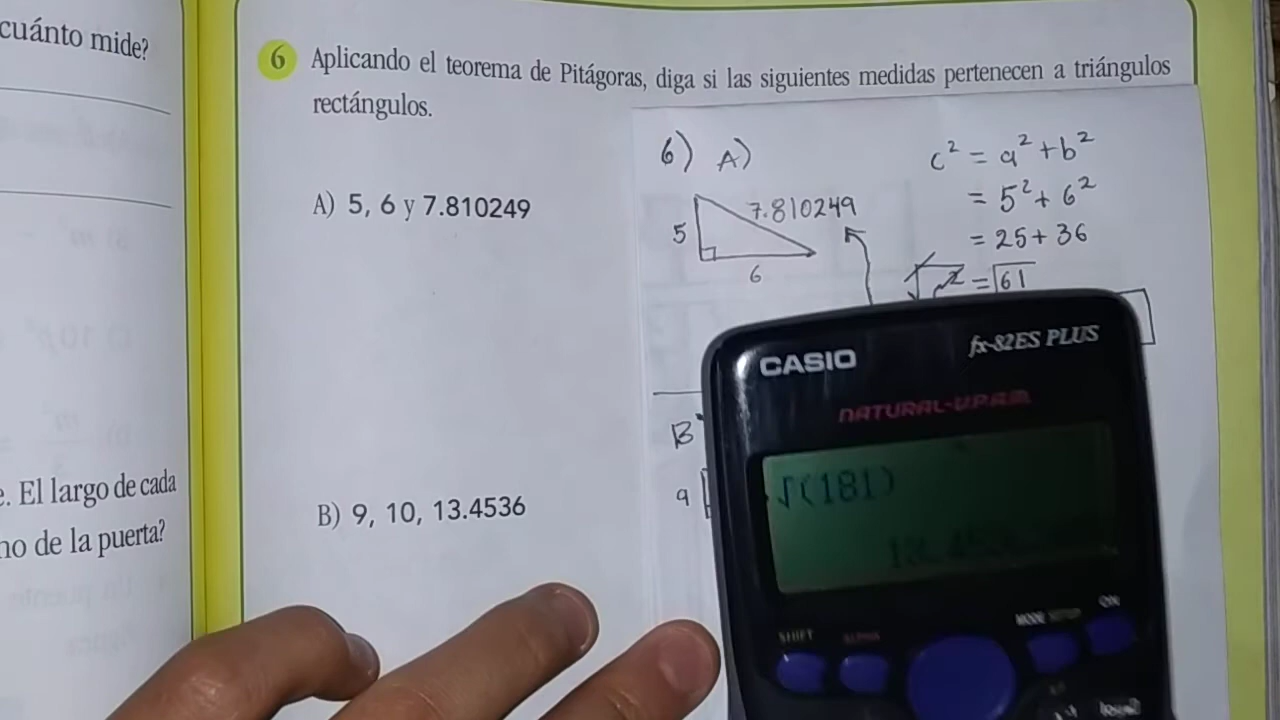 cuánto mide?
e. El largo de cada
no de la puerta?
6 Aplicando el teorema de Pitágoras, diga si las siguientes medidas pertenecen a triángulos
rectángulos.
A) 5, 6 y 7.810249
B) 9, 10, 13.4536
6) A)
5
7.810249
6
c² = a² + b²
= 5² + 6²
= 25 + 36
= √61
B
9
CASIO
fx-82ES PLUS
NATURAL-V.P.A.M.
√(181)
SHIFT
ALPHA
MODE SETUP
ON